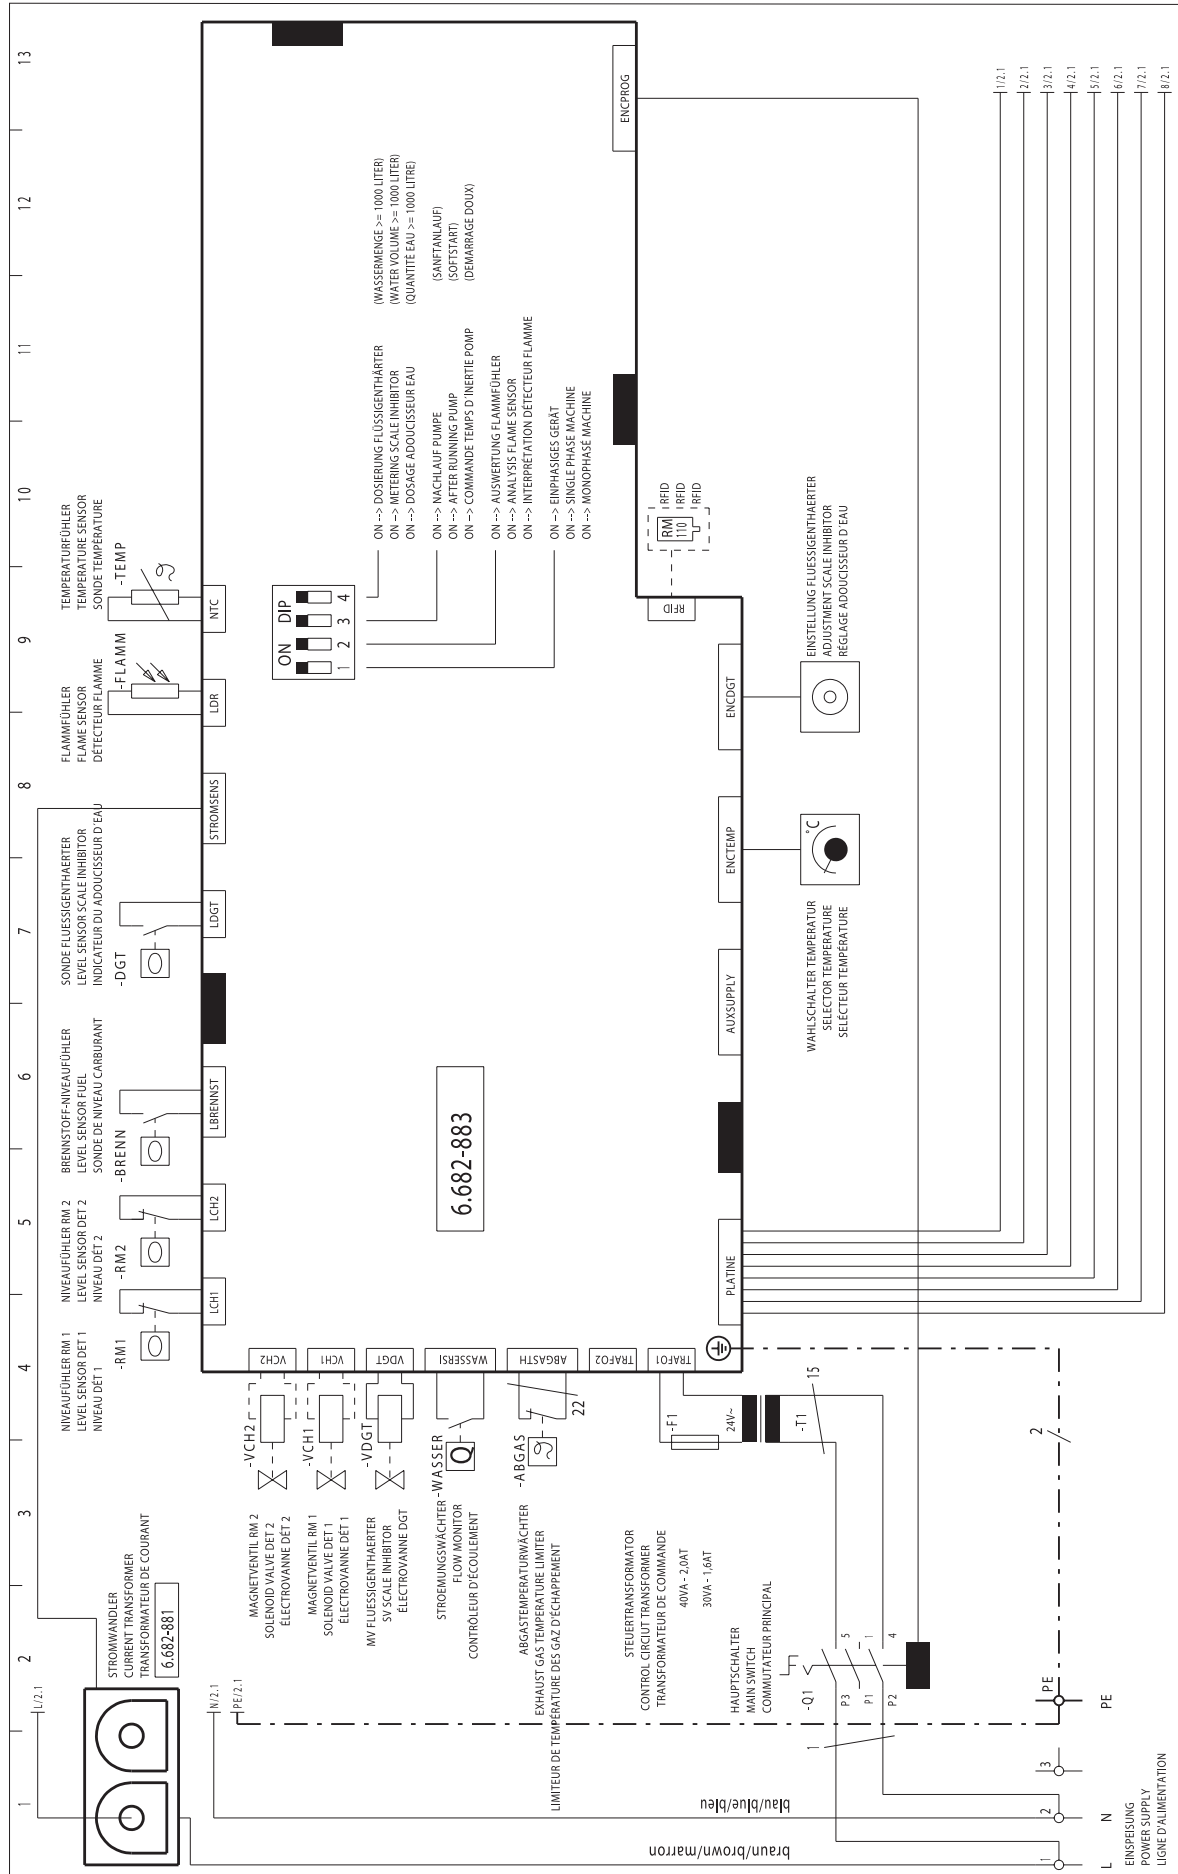 1
2
3
4
5
6
7
8
9
10
11
12
13
L/2.1
STROMWANDLER
CURRENT TRANSFORMER
TRANSFORMATEUR DE COURANT
6.682-881
N/2.1
PE/2.1
NIVEAUFÜHLER RM 1
LEVEL SENSOR DET 1
NIVEAU DÉT 1
-RM1
LCH1
NIVEAUFÜHLER RM 2
LEVEL SENSOR DET 2
NIVEAU DÉT 2
-RM2
LCH2
BRENNSTOFF-NIVEAUFÜHLER
LEVEL SENSOR FUEL
SONDE DE NIVEAU CARBURANT
-BRENN
LBRENNST
SONDE FLUESSIGENTHAERTER
LEVEL SENSOR SCALE INHIBITOR
INDICATEUR DU ADOUCISSEUR D'EAU
-DGT
LDGT
STROMSENS
FLAMMFÜHLER
FLAME SENSOR
DÉTECTEUR FLAMME
-FLAMM
LDR
TEMPERATURFÜHLER
TEMPERATURE SENSOR
SONDE TEMPÉRATURE
-TEMP
NTC
MAGNETVENTIL RM 2
SOLENOID VALVE DET 2
ÉLECTROVANNE DÉT 2
-VCH2
VCH2
MAGNETVENTIL RM 1
SOLENOID VALVE DET 1
ÉLECTROVANNE DÉT 1
-VCH1
VCH1
MV FLUESSIGENTHAERTER
SV SCALE INHIBITOR
ÉLECTROVANNE DGT
-VDGT
VDGT
STROEMUNGSWÄCHTER
FLOW MONITOR
CONTRÔLEUR D'ÉCOULEMENT
-WASSER
Q
WASSERSI
ABGASTEMPERATURWÄCHTER
EXHAUST GAS TEMPERATURE LIMITER
LIMITEUR DE TEMPÉRATURE DES GAZ D'ÉCHAPPEMENT
-ABGAS
22
ABGASTH
TRAFO2
TRAFO1
ON DIP
1 2 3 4
ON --> DOSIERUNG FLÜSSIGENTHÄRTER (WASSERMENGE >= 1000 LITER)
ON --> METERING SCALE INHIBITOR (WATER VOLUME >= 1000 LITER)
ON --> DOSAGE ADOUCISSEUR EAU (QUANTITÉ EAU >= 1000 LITRE)
ON --> NACHLAUF PUMPE (SANFTANLAUF)
ON --> AFTER RUNNING PUMP (SOFTSTART)
ON --> COMMANDE TEMPS D'INERTIE POMP (DEMARRAGE DOUX)
ON --> AUSWERTUNG FLAMMFÜHLER
ON --> ANALYSIS FLAME SENSOR
ON --> INTERPRÉTATION DÉTECTEUR FLAMME
ON --> EINPHASIGES GERÄT
ON --> SINGLE PHASE MACHINE
ON --> MONOPHASÉ MACHINE
6.682-883
RM
110
RFID
RFID
RFID
RFID
ENCPROG
PLATINE
AUXSUPPLY
ENCTEMP
ENCDGT
STEUERTRANSFORMATOR
CONTROL CIRCIUT TRANSFORMER
TRANSFORMATEUR DE COMMANDE
40VA - 2,0AT
30VA - 1,6AT
-F1
24V~
-T1
15
HAUPTSCHALTER
MAIN SWITCH
COMMUTATEUR PRINCIPAL
-Q1
P3
5
P1
1
P2
4
1
WAHLSCHALTER TEMPERATUR
SELECTOR TEMPERATURE
SELÉCTEUR TEMPÉRATURE
°C
EINSTELLUNG FLUESSIGENTHAERTER
ADJUSTMENT SCALE INHIBITOR
RÉGLAGE ADOUCISSEUR D'EAU
braun/brown/marron
blau/blue/bleu
2
1/2.1
2/2.1
3/2.1
4/2.1
5/2.1
6/2.1
7/2.1
8/2.1
1
2
3
PE
L
N
PE
EINSPEISUNG
POWER SUPPLY
LIGNE D'ALIMENTATION